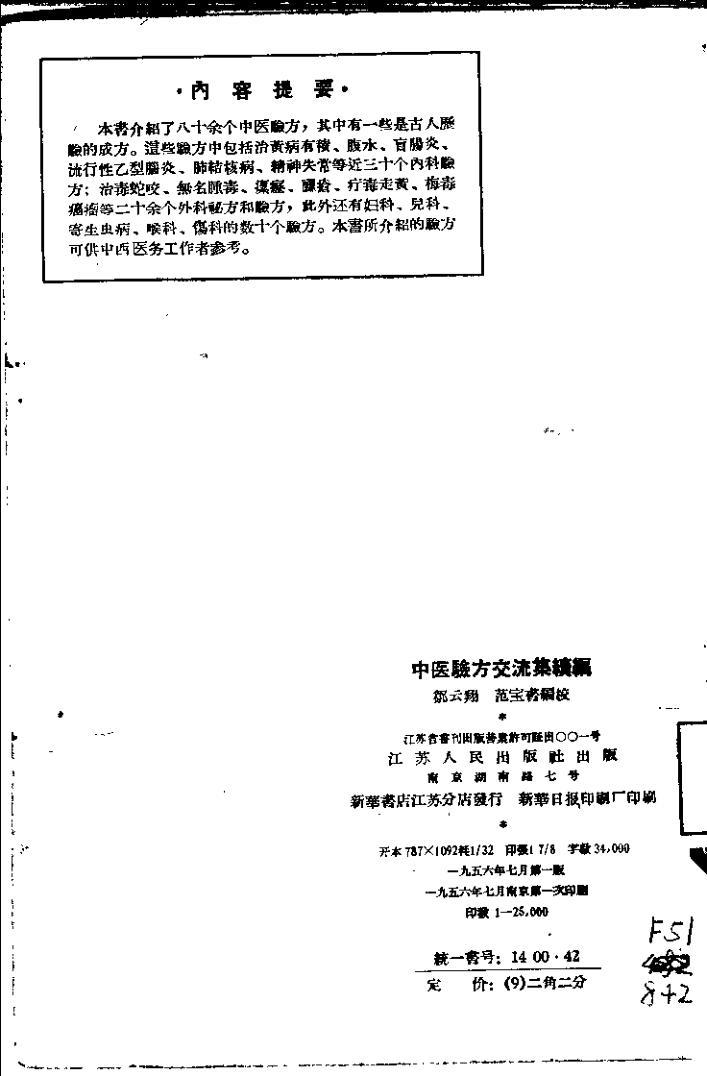 ·內容提要·
本書介紹了八十余个中医驗方，其中有一些是古人歷
驗的成方。這些驗方中包括治黃病有積、腹水、盲腸炎、
流行性乙型腦炎、肺結核病、精神失常等近三十个內科驗
方；治毒蛇咬、無名腫毒、瘰癧、疔毒走黃、梅毒
癌瘤等二十余个外科祕方和驗方，此外还有妇科、兒科、
寄生虫病、喉科、傷科的数十个驗方。本書所介紹的驗方
可供中西医务工作者参考。
中医驗方交流集續編
鄒云翔 范宝 編校
*
江苏省書刊出版營業許可証出〇〇一号
江苏人民出版社出版
南京湖南路七号
新華書店江苏分店發行 新華日报印刷厂印刷
*
开本 787×1092 耗 1/32 印張 1 7/8 字数 34,000
一九五六年七月第一版
一九五六年七月南京第一次印刷
印数 1—25,000
統一書号：14 00·42
定 价：(9)二角二分
F51
8+2